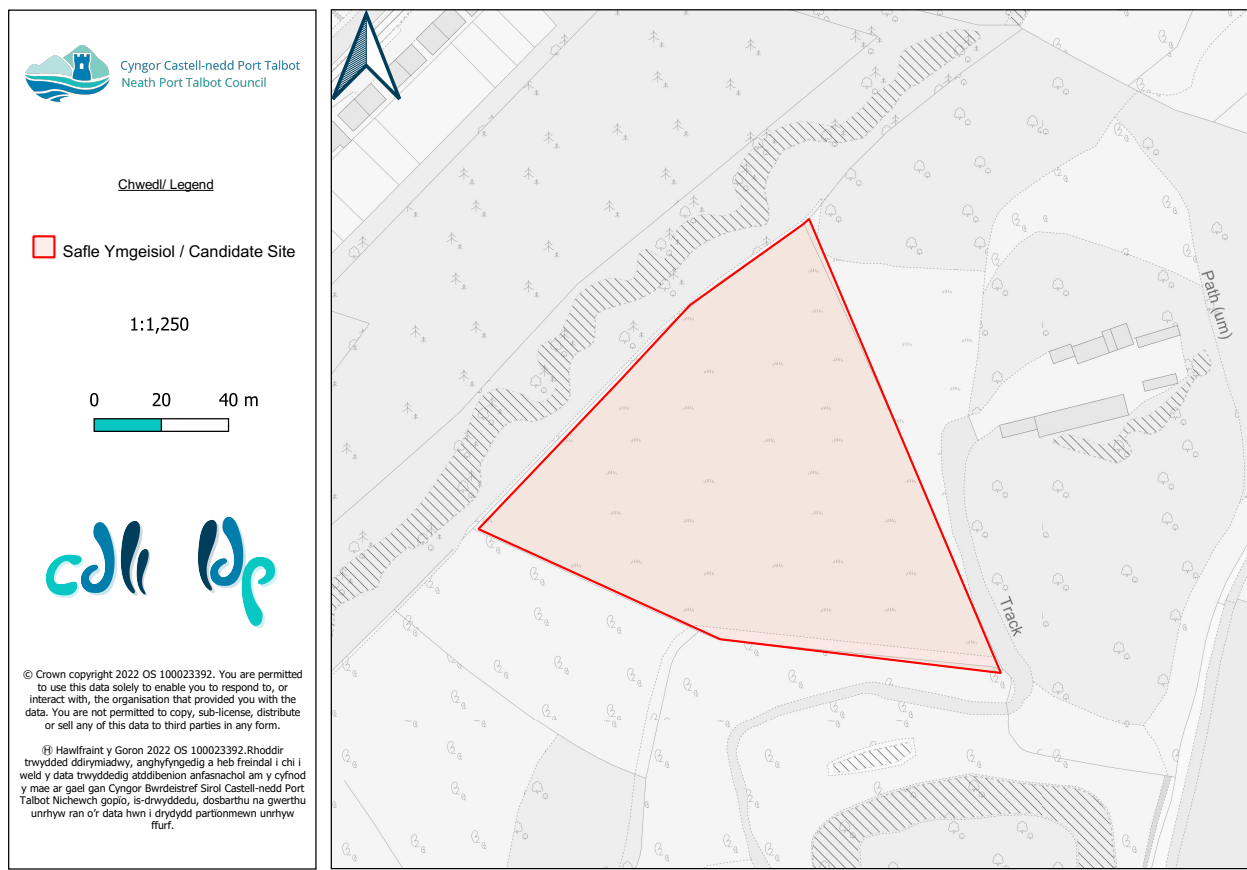 Cyngor Castell-nedd Port Talbot
Neath Port Talbot Council
Chwedl/ Legend
Safle Ymgeisiol / Candidate Site
1:1,250
0 20 40 m
cdll ldp
© Crown copyright 2022 OS 100023392. You are permitted
to use this data solely to enable you to respond to, or
interact with, the organisation that provided you with the
data. You are not permitted to copy, sub-license, distribute
or sell any of this data to third parties in any form.
Ⓗ Hawlfraint y Goron 2022 OS 100023392.Rhoddir
trwydded ddirymiadwy, anghyfyngedig a heb freindal i chi i
weld y data trwyddedig atddibenion anfasnachol am y cyfnod
y mae ar gael gan Cyngor Bwrdeistref Sirol Castell-nedd Port
Talbot Nichewch gopïo, is-drwyddedu, dosbarthu na gwerthu
unrhyw ran o'r data hwn i drydydd partïonmewn unrhyw
ffurf.
Path (um)
Track